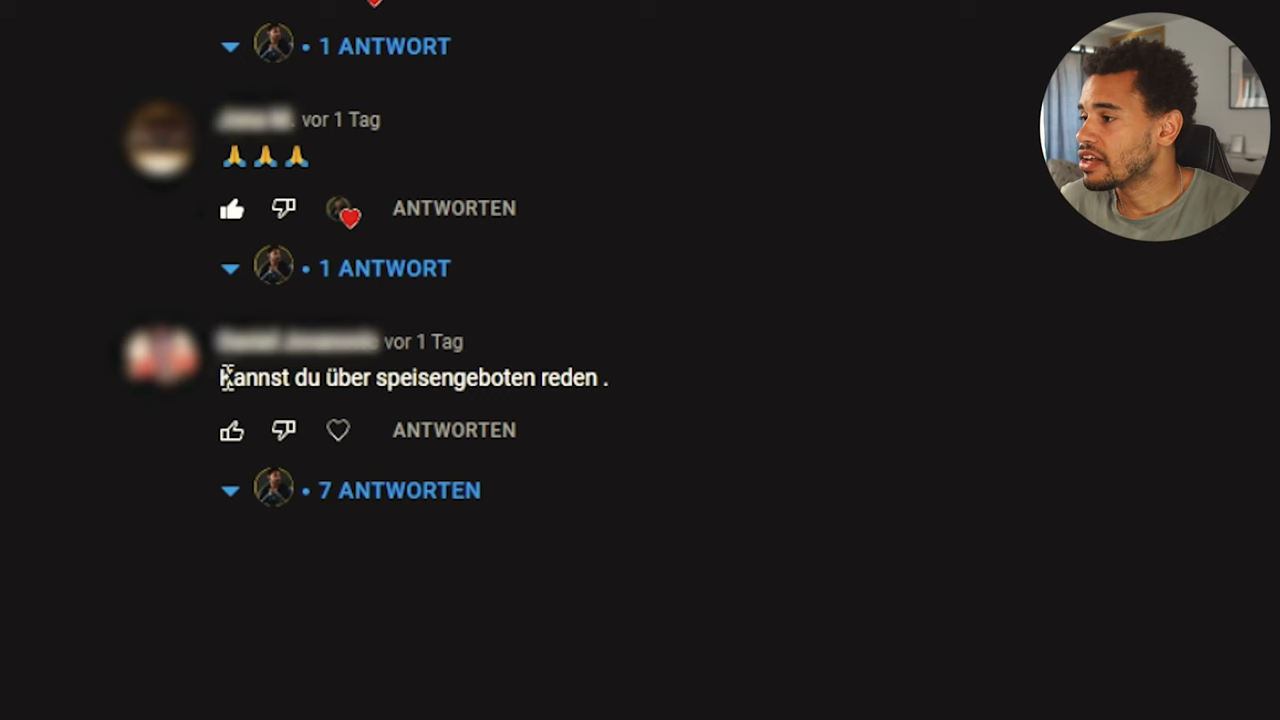 • 1 ANTWORT
vor 1 Tag
🙏🙏🙏
ANTWORTEN
• 1 ANTWORT
vor 1 Tag
Kannst du über speisengeboten reden .
ANTWORTEN
• 7 ANTWORTEN